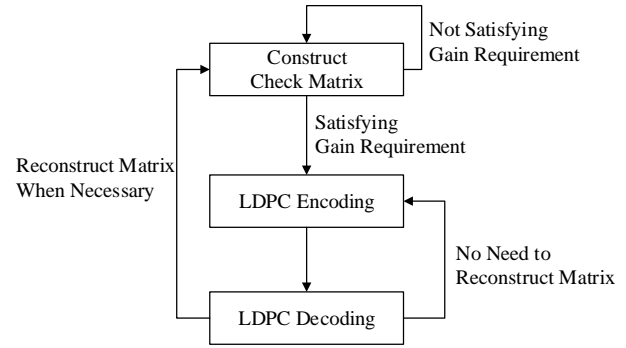 Not Satisfying
Gain Requirement
Construct
Check Matrix
Satisfying
Gain Requirement
Reconstruct Matrix
When Necessary
LDPC Encoding
No Need to
Reconstruct Matrix
LDPC Decoding